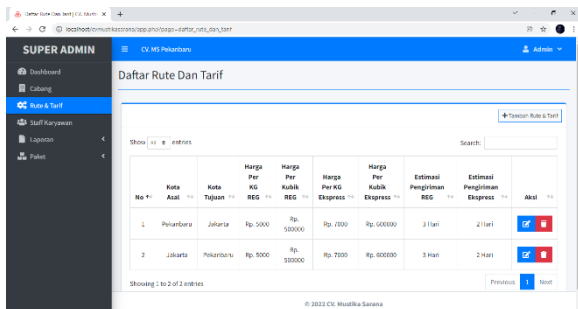 Daftar Rute Dan Tarif | CV. Mustik
localhost/cvmustikasarana/app.php?page=daftar_rute_dan_tarif
SUPER ADMIN
CV. MS Pekanbaru
Admin
Dashboard
Cabang
Rute & Tarif
Staff Karyawan
Laporan
Paket
Daftar Rute Dan Tarif
Tambah Rute & Tarif
Show entries
Search:
No
Kota Asal
Kota Tujuan
Harga Per KG REG
Harga Per Kubik REG
Harga Per KG Ekspress
Harga Per Kubik Ekspress
Estimasi Pengiriman REG
Estimasi Pengiriman Ekspress
Aksi
1 Pekanbaru Jakarta Rp. 5000 Rp. 500000 Rp. 7000 Rp. 600000 3 Hari 2 Hari
2 Jakarta Pekanbaru Rp. 5000 Rp. 500000 Rp. 7000 Rp. 600000 3 Hari 2 Hari
Showing 1 to 2 of 2 entries
Previous 1 Next
© 2022 CV. Mustika Sarana